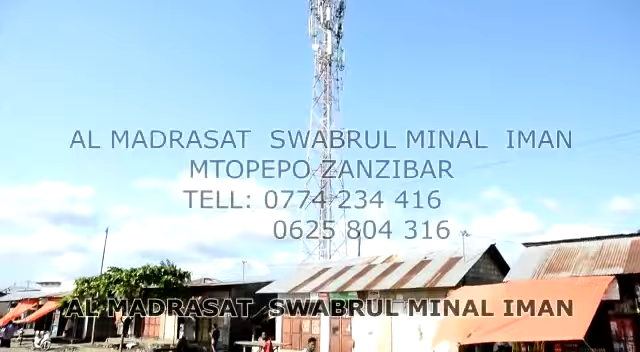 AL MADRASAT SWABRUL MINAL IMAN
MTOPEPO ZANZIBAR
TELL: 0774 234 416
0625 804 316
AL MADRASAT SWABRUL MINAL IMAN